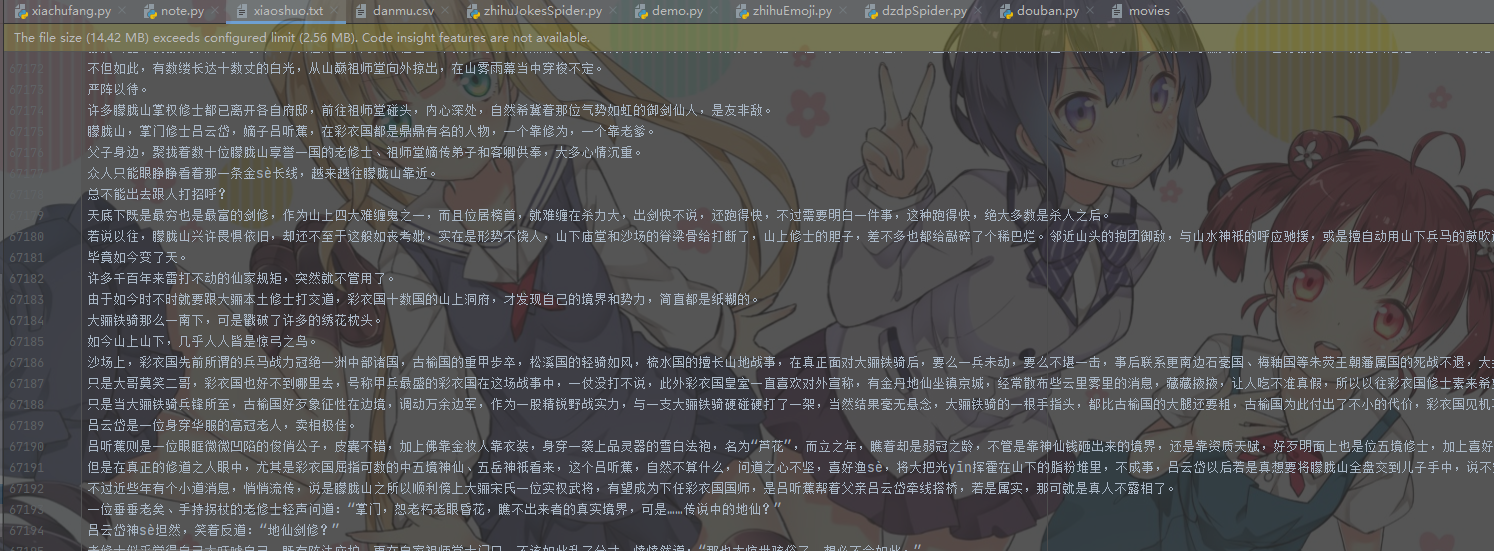 xiachufang.py note.py xiaoshuo.txt danmu.csv zhihuJokesSpider.py demo.py zhihuEmoji.py dzdpSpider.py douban.py movies
The file size (14.42 MB) exceeds configured limit (2.56 MB). Code insight features are not available.
67172 不但如此，有数缕长达十数丈的白光，从山巅祖师堂向外掠出，在山雾雨幕当中穿梭不定。
67173 严阵以待。
67174 许多朦胧山掌权修士都已离开各自府邸，前往祖师堂碰头，内心深处，自然希冀着那位气势如虹的御剑仙人，是友非敌。
67175 朦胧山，掌门修士吕云岱，嫡子吕听蕉，在彩衣国都是鼎鼎有名的人物，一个靠修为，一个靠老爹。
67176 父子身边，聚拢着数十位朦胧山享誉一国的老修士、祖师堂嫡传弟子和客卿供奉，大多心情沉重。
众人只能眼睁睁看着那一条金sè长线，越来越往朦胧山靠近。
总不能出去跟人打招呼？
67179 天底下既是最穷也是最富的剑修，作为山上四大难缠鬼之一，而且位居榜首，就难缠在杀力大，出剑快不说，还跑得快，不过需要明白一件事，这种跑得快，绝大多数是杀人之后。
67180 若说以往，朦胧山兴许畏惧依旧，却还不至于这般如丧考妣，实在是形势不饶人，山下庙堂和沙场的脊梁骨给打断了，山上修士的胆子，差不多也都给敲碎了个稀巴烂。邻近山头的抱团御敌，与山水神祇的呼应驰援，或是擅自动用山下兵马的鼓吹
67181 毕竟如今变了天。
67182 许多千百年来雷打不动的仙家规矩，突然就不管用了。
67183 由于如今时不时就要跟大骊本土修士打交道，彩衣国十数国的山上洞府，才发现自己的境界和势力，简直都是纸糊的。
67184 大骊铁骑那么一南下，可是戳破了许多的绣花枕头。
67185 如今山上山下，几乎人人皆是惊弓之鸟。
67186 沙场上，彩衣国先前所谓的兵马战力冠绝一洲中部诸国，古榆国的重甲步卒，松溪国的轻骑如风，梳水国的擅长山地战事，在真正面对大骊铁骑后，要么一兵未动，要么不堪一击，事后联系更南边石毫国、梅釉国等朱荧王朝藩属国的死战不退，大
67187 只是大哥莫笑二哥，彩衣国也好不到哪里去，号称甲兵最盛的彩衣国在这场战事中，一仗没打不说，此外彩衣国皇室一直喜欢对外宣称，有金丹地仙坐镇京城，经常散布些云里雾里的消息，藏藏掖掖，让人吃不准真假，所以以往彩衣国修士素来希
67188 只是当大骊铁骑兵锋所至，古榆国好歹象征性在边境，调动万余边军，作为一股精锐野战实力，与一支大骊铁骑硬碰硬打了一架，当然结果毫无悬念，大骊铁骑的一根手指头，都比古榆国的大腿还要粗，古榆国为此付出了不小的代价，彩衣国见机
67189 吕云岱是一位身穿华服的高冠老人，卖相极佳。
67190 吕听蕉则是一位眼眶微微凹陷的俊俏公子，皮囊不错，加上佛靠金妆人靠衣装，身穿一袭上品灵器的雪白法袍，名为“芦花”，而立之年，瞧着却是弱冠之龄，不管是靠神仙钱砸出来的境界，还是靠资质天赋，好歹明面上也是位五境修士，加上喜好
67191 但是在真正的修道之人眼中，尤其是彩衣国屈指可数的中五境神仙、五岳神祇看来，这个吕听蕉，自然不算什么，问道之心不坚，喜好渔sè，将大把光yīn挥霍在山下的脂粉堆里，不成事，吕云岱以后若是真想要将朦胧山全盘交到儿子手中，说不
67192 不过近些年有个小道消息，悄悄流传，说是朦胧山之所以顺利傍上大骊宋氏一位实权武将，有望成为下任彩衣国国师，是吕听蕉帮着父亲吕云岱牵线搭桥，若是属实，那可就是真人不露相了。
67193 一位垂垂老矣、手持拐杖的老修士轻声问道：“掌门，恕老朽老眼昏花，瞧不出来者的真实境界，可是……传说中的地仙？”
67194 吕云岱神sè坦然，笑着反道：“地仙剑修？”